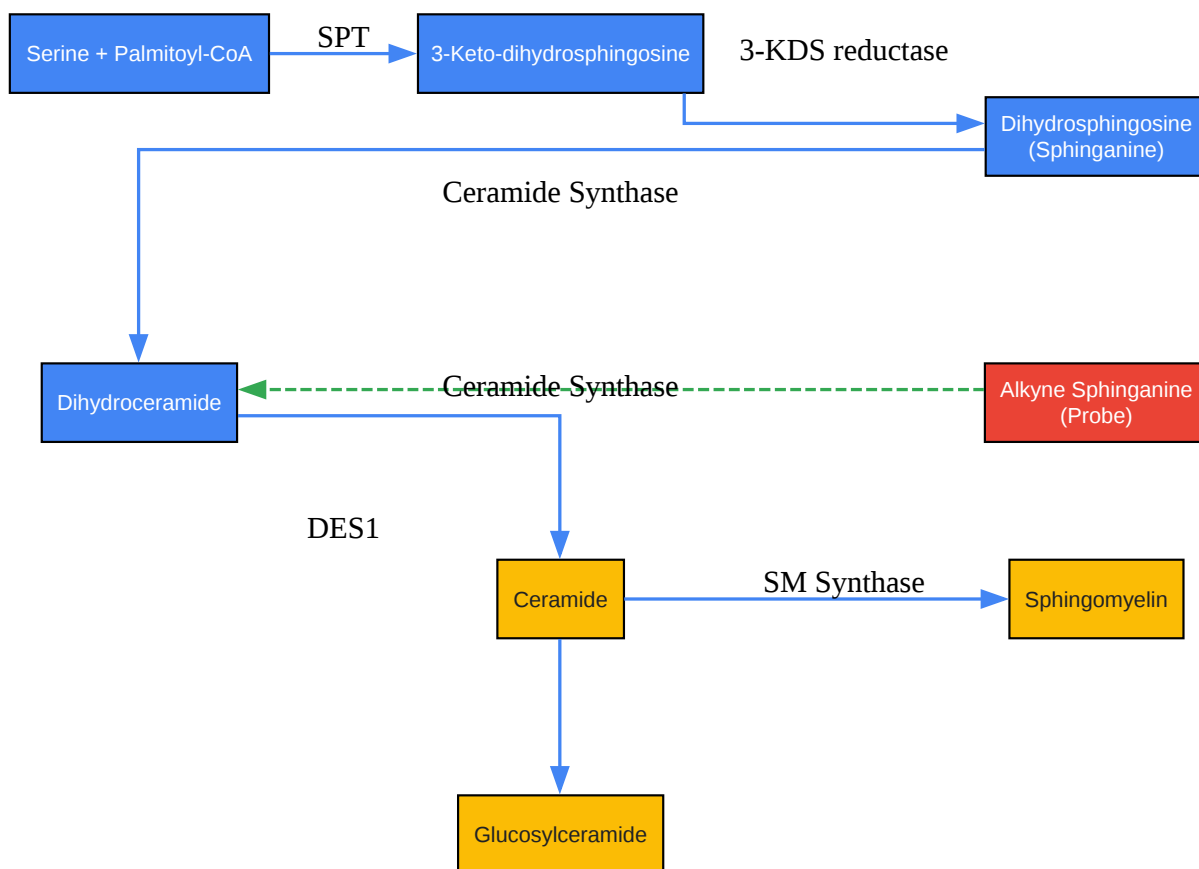 Serine + Palmitoyl-CoA
SPT
3-Keto-dihydrosphingosine
3-KDS reductase
Dihydrosphingosine
(Sphinganine)
Ceramide Synthase
Dihydroceramide
Ceramide Synthase
Alkyne Sphinganine
(Probe)
DES1
Ceramide
SM Synthase
Sphingomyelin
Glucosylceramide